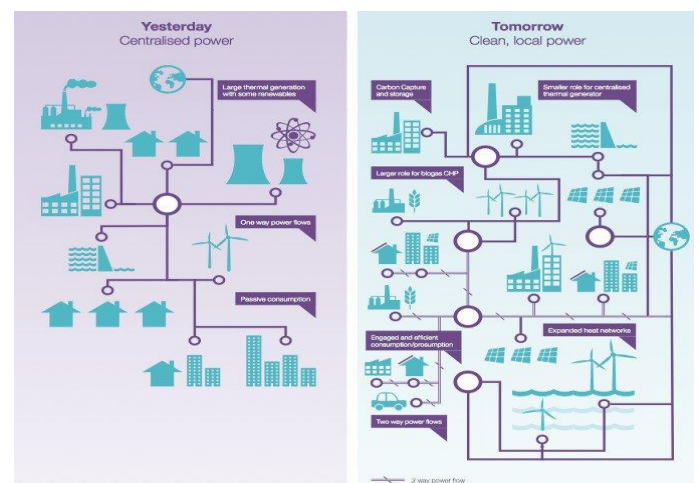 Yesterday
Centralised power
Large thermal generation
with some renewables
One way power flows
Passive consumption
Tomorrow
Clean, local power
Carbon Capture
and storage
Smaller role for centralised
thermal generator
Larger role for biogas CHP
Engaged and efficient
consumption/prosumption
Expanded heat networks
Two way power flows
2 way power flow